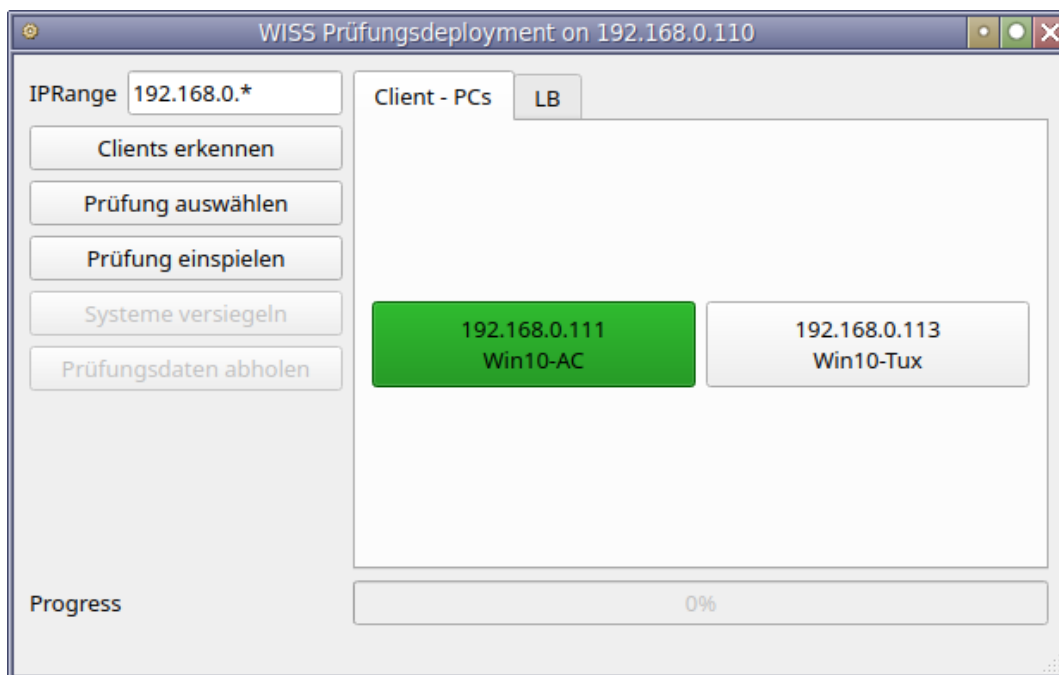 WISS Prüfungsdeployment on 192.168.0.110
IPRange 192.168.0.*
Clients erkennen
Prüfung auswählen
Prüfung einspielen
Systeme versiegeln
Prüfungsdaten abholen
Client - PCs
LB
192.168.0.111
Win10-AC
192.168.0.113
Win10-Tux
Progress
0%